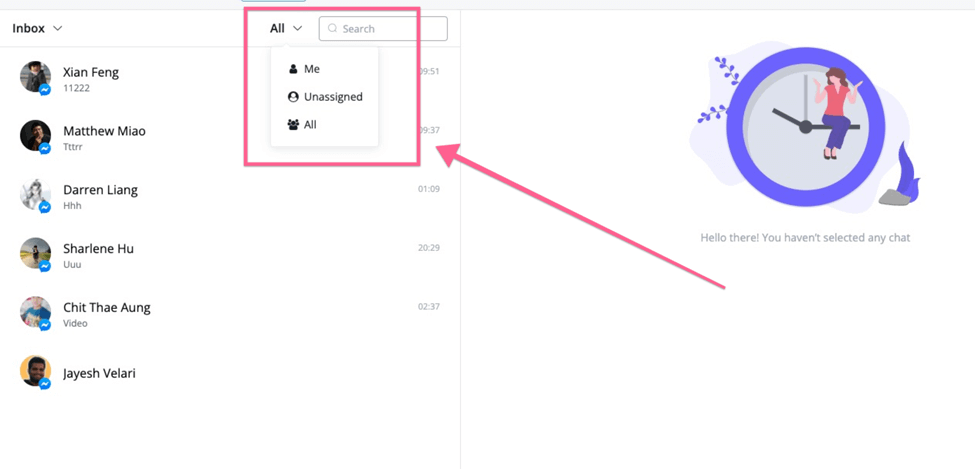 Inbox
All
Search
Me
Unassigned
All
Xian Feng
09:51
11222
Matthew Miao
09:37
Tttrr
Darren Liang
01:09
Hhh
Sharlene Hu
20:29
Uuu
Chit Thae Aung
02:37
Video
Jayesh Velari
Hello there! You haven't selected any chat